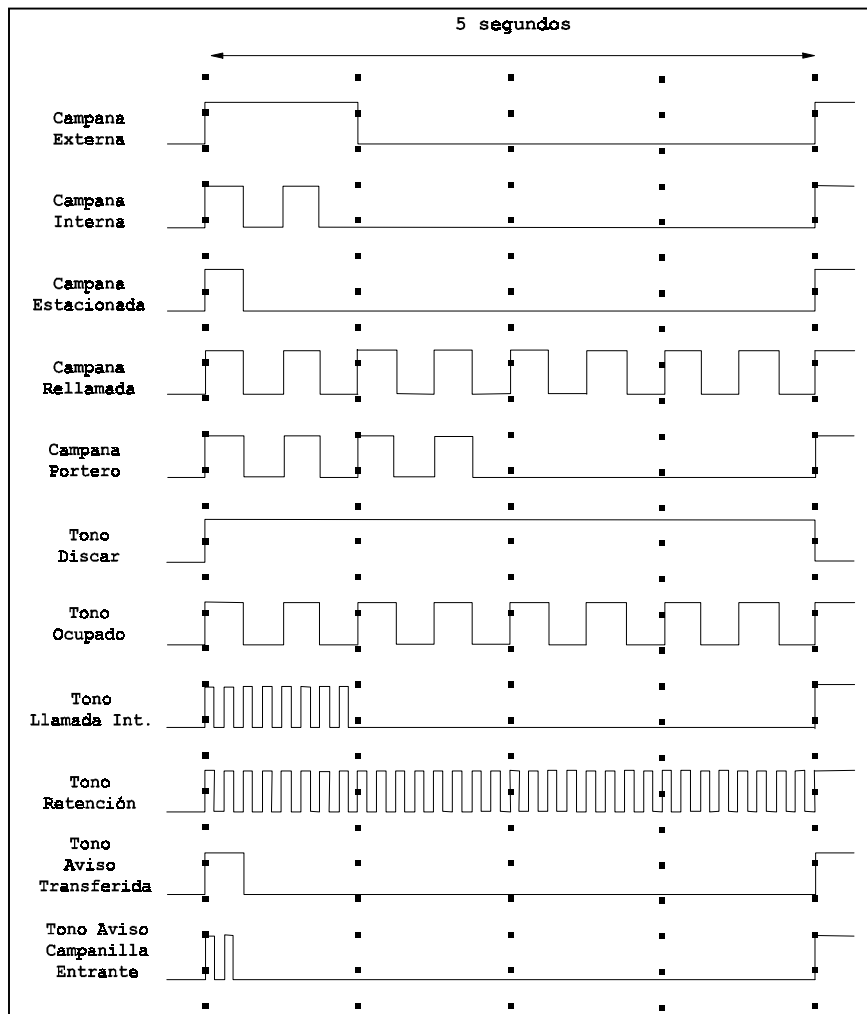 5 segundos
Campana
Externa
Campana
Interna
Campana
Estacionada
Campana
Rellamada
Campana
Portero
Tono
Discar
Tono
Ocupado
Tono
Llamada Int.
Tono
Retención
Tono
Aviso
Transferida
Tono Aviso
Campanilla
Entrante